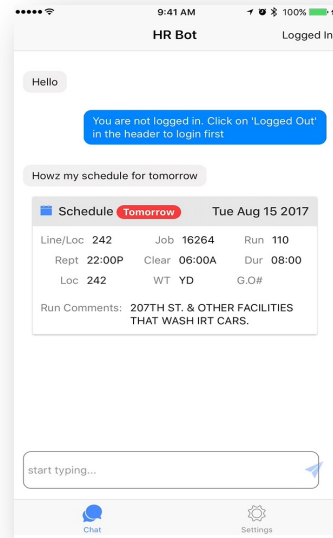 9:41 AM 100%
HR Bot Logged In
Hello
You are not logged in. Click on 'Logged Out'
in the header to login first
Howz my schedule for tomorrow
Schedule Tomorrow Tue Aug 15 2017
Line/Loc 242 Job 16264 Run 110
Rept 22:00P Clear 06:00A Dur 08:00
Loc 242 WT YD G.O#
Run Comments: 207TH ST. & OTHER FACILITIES
THAT WASH IRT CARS.
start typing...
Chat Settings